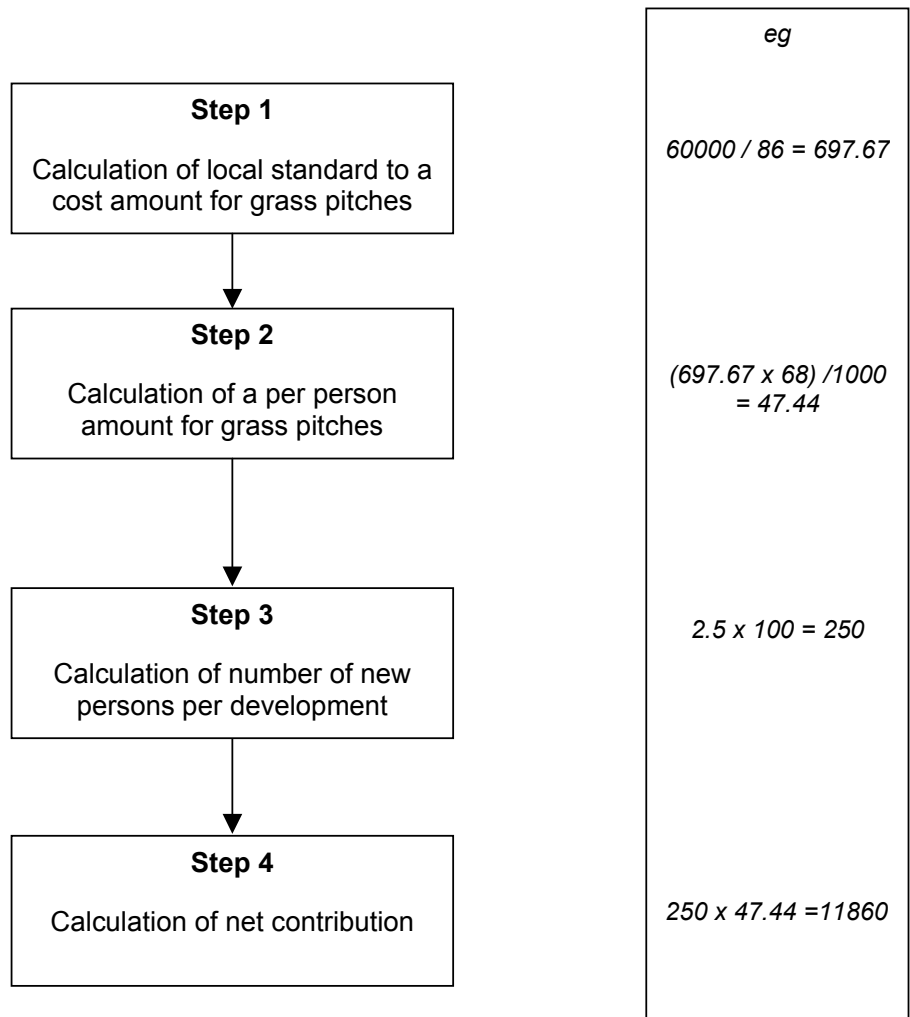 eg
Step 1
Calculation of local standard to a
cost amount for grass pitches
60000 / 86 = 697.67
Step 2
Calculation of a per person
amount for grass pitches
(697.67 x 68) /1000
= 47.44
Step 3
Calculation of number of new
persons per development
2.5 x 100 = 250
Step 4
Calculation of net contribution
250 x 47.44 =11860